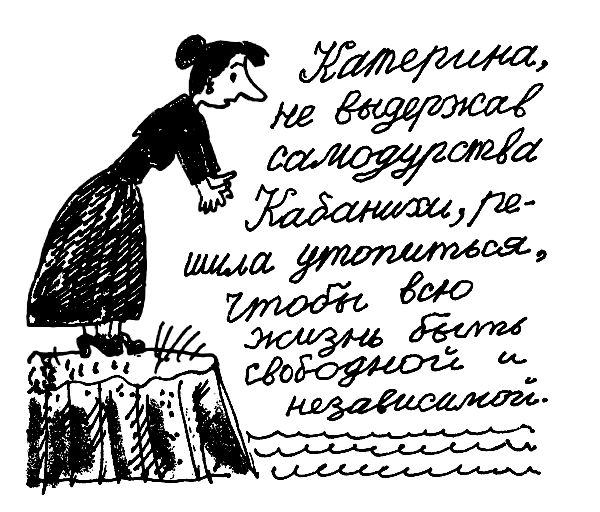 Катерина,
не выдержав
самодурства
Кабанихи, ре-
шила утопиться,
чтобы всю
жизнь быть
свободной и
независимой.